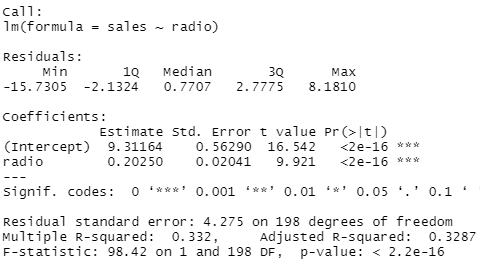 Call:
lm(formula = sales ~ radio)
Residuals:
Min 1Q Median 3Q Max
-15.7305 -2.1324 0.7707 2.7775 8.1810
Coefficients:
Estimate Std. Error t value Pr(>|t|)
(Intercept) 9.31164 0.56290 16.542 <2e-16 ***
radio 0.20250 0.02041 9.921 <2e-16 ***
---
Signif. codes: 0 ‘***’ 0.001 ‘**’ 0.01 ‘*’ 0.05 ‘.’ 0.1 ‘
Residual standard error: 4.275 on 198 degrees of freedom
Multiple R-squared: 0.332, Adjusted R-squared: 0.3287
F-statistic: 98.42 on 1 and 198 DF, p-value: < 2.2e-16